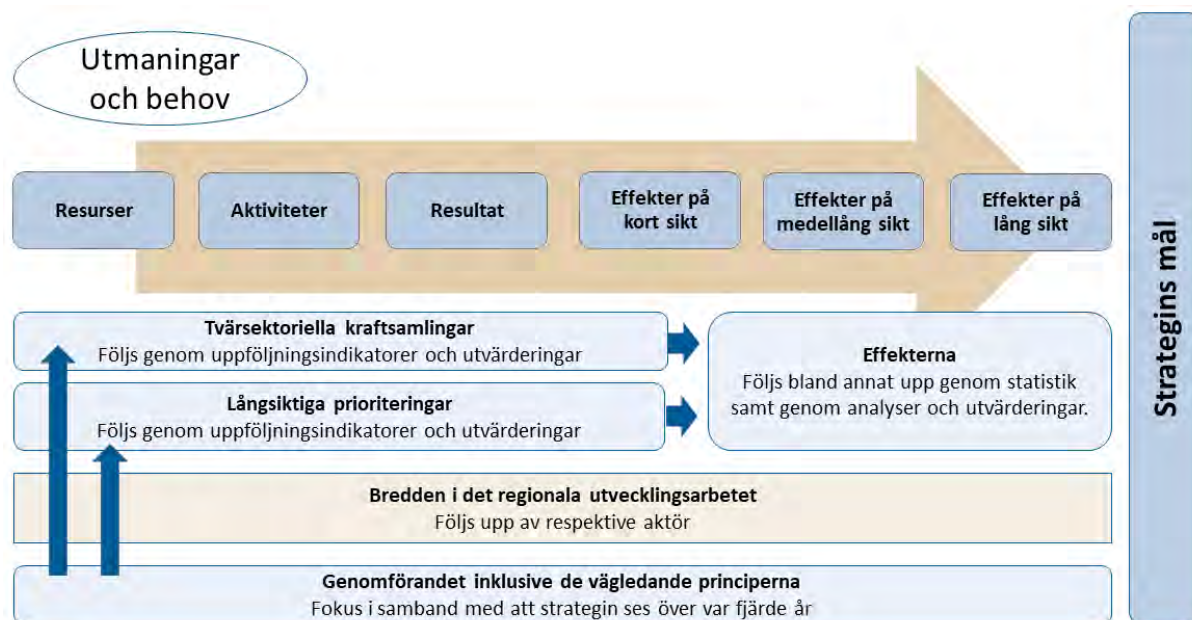 Utmaningar
och behov
Resurser
Aktiviteter
Resultat
Effekter på
kort sikt
Effekter på
medellång sikt
Effekter på
lång sikt
Tvärsektoriella kraftsamlingar
Följs genom uppföljningsindikatorer och utvärderingar
Långsiktiga prioriteringar
Följs genom uppföljningsindikatorer och utvärderingar
Effekterna
Följs bland annat upp genom statistik
samt genom analyser och utvärderingar.
Bredden i det regionala utvecklingsarbetet
Följs upp av respektive aktör
Genomförandet inklusive de vägledande principerna
Fokus i samband med att strategin ses över var fjärde år
Strategins mål